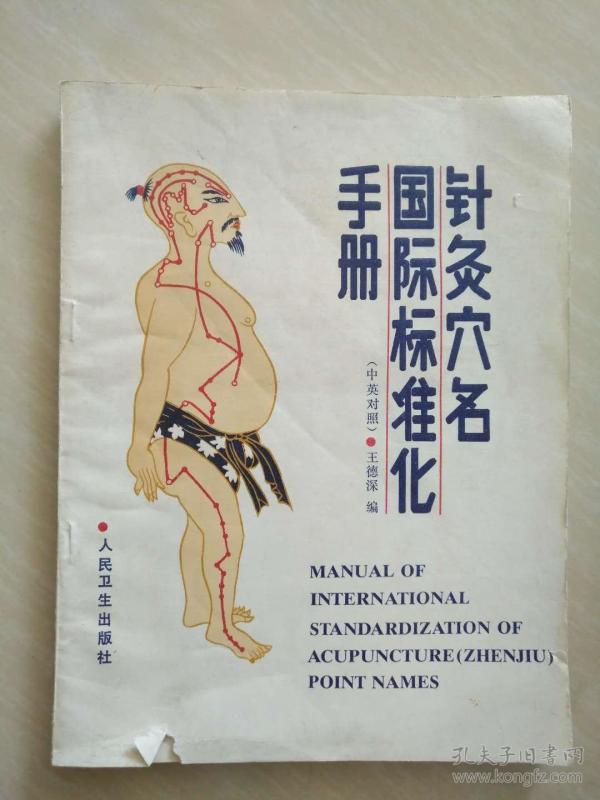 针灸穴名
国际标准化
手册
（中英对照）●王德深 编
●人民卫生出版社
MANUAL OF
INTERNATIONAL
STANDARDIZATION OF
ACUPUNCTURE(ZHENJIU)
POINT NAMES
孔夫子旧书网
www.kongfz.com